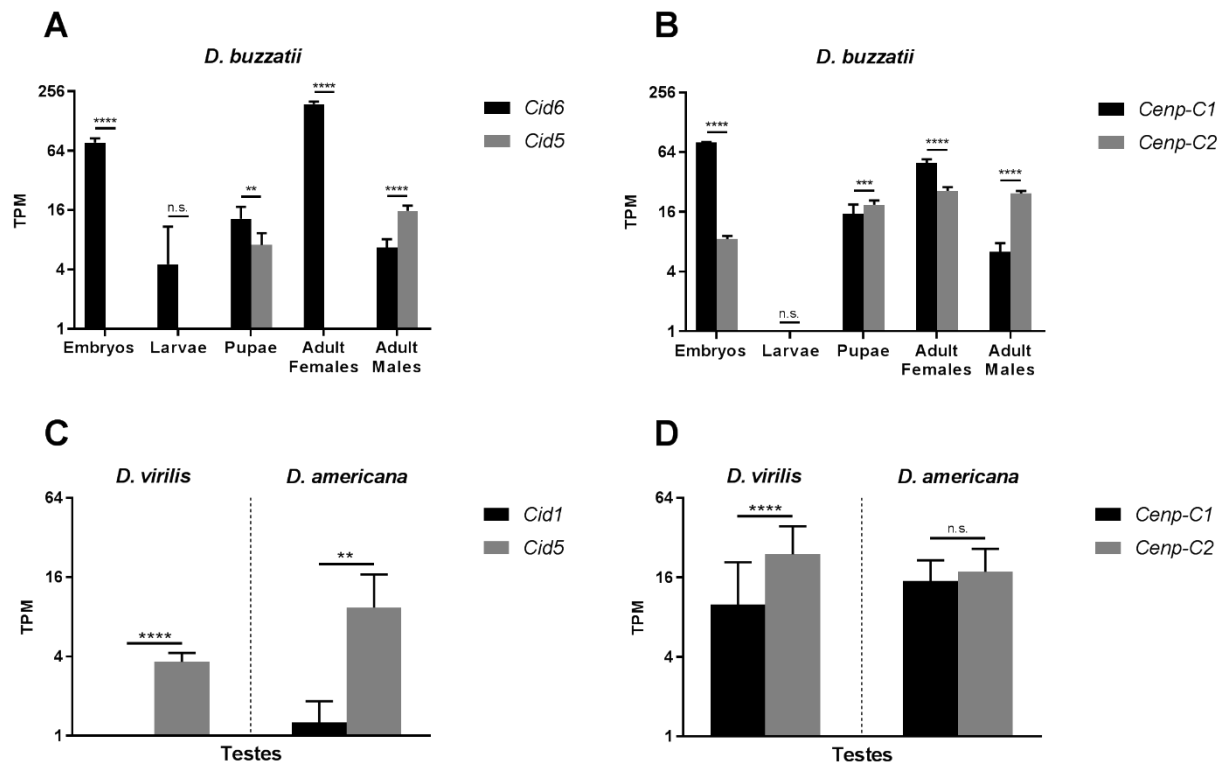 A
D. buzzatii
256
64
16
4
1
TPM
****
n.s.
**
****
****
Embryos Larvae Pupae Adult Females Adult Males
Cid6
Cid5
B
D. buzzatii
256
64
16
4
1
TPM
****
n.s.
***
****
****
Embryos Larvae Pupae Adult Females Adult Males
Cenp-C1
Cenp-C2
C
D. virilis D. americana
64
16
4
1
TPM
****
**
Testes
Cid1
Cid5
D
D. virilis D. americana
64
16
4
1
TPM
****
n.s.
Testes
Cenp-C1
Cenp-C2